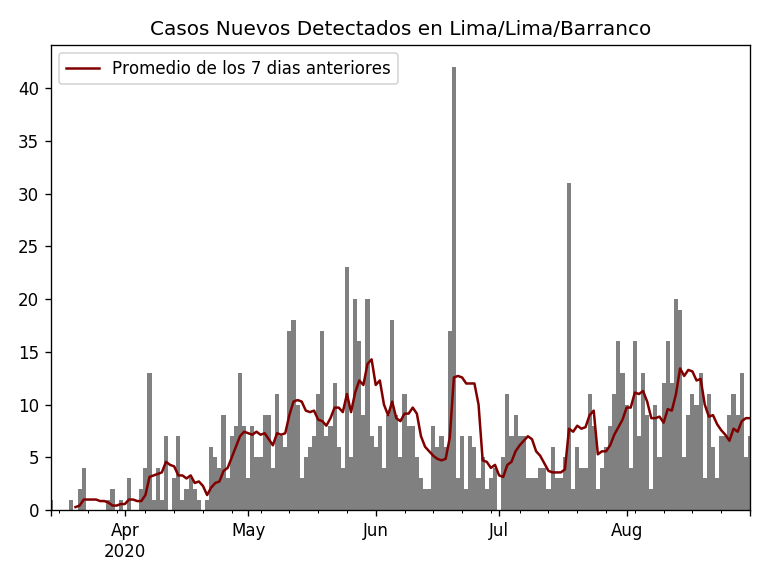 Casos Nuevos Detectados en Lima/Lima/Barranco
Promedio de los 7 dias anteriores
40
35
30
25
20
15
10
5
0
Apr
2020
May
Jun
Jul
Aug